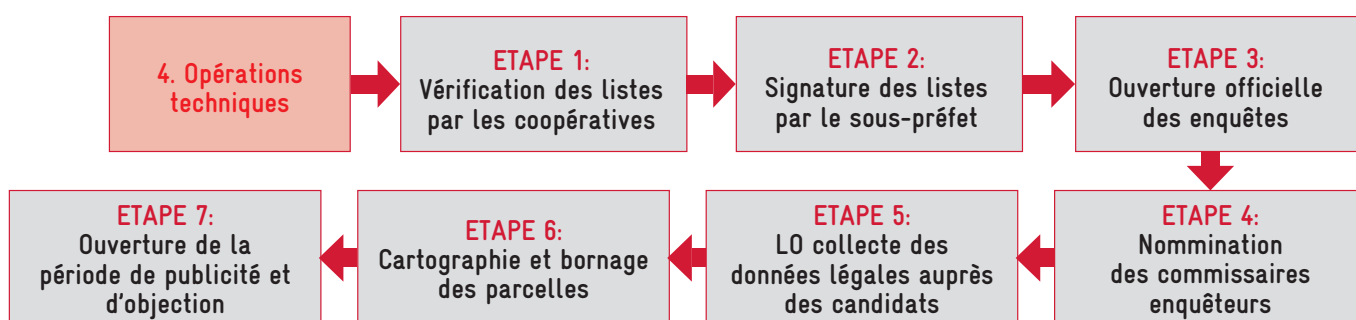 4. Opérations
techniques
ETAPE 1:
Vérification des listes
par les coopératives
ETAPE 2:
Signature des listes
par le sous-préfet
ETAPE 3:
Ouverture officielle
des enquêtes
ETAPE 4:
Nommination
des commissaires
enquêteurs
ETAPE 5:
LO collecte des
données légales auprès
des candidats
ETAPE 6:
Cartographie et bornage
des parcelles
ETAPE 7:
Ouverture de la
période de publicité et
d'objection